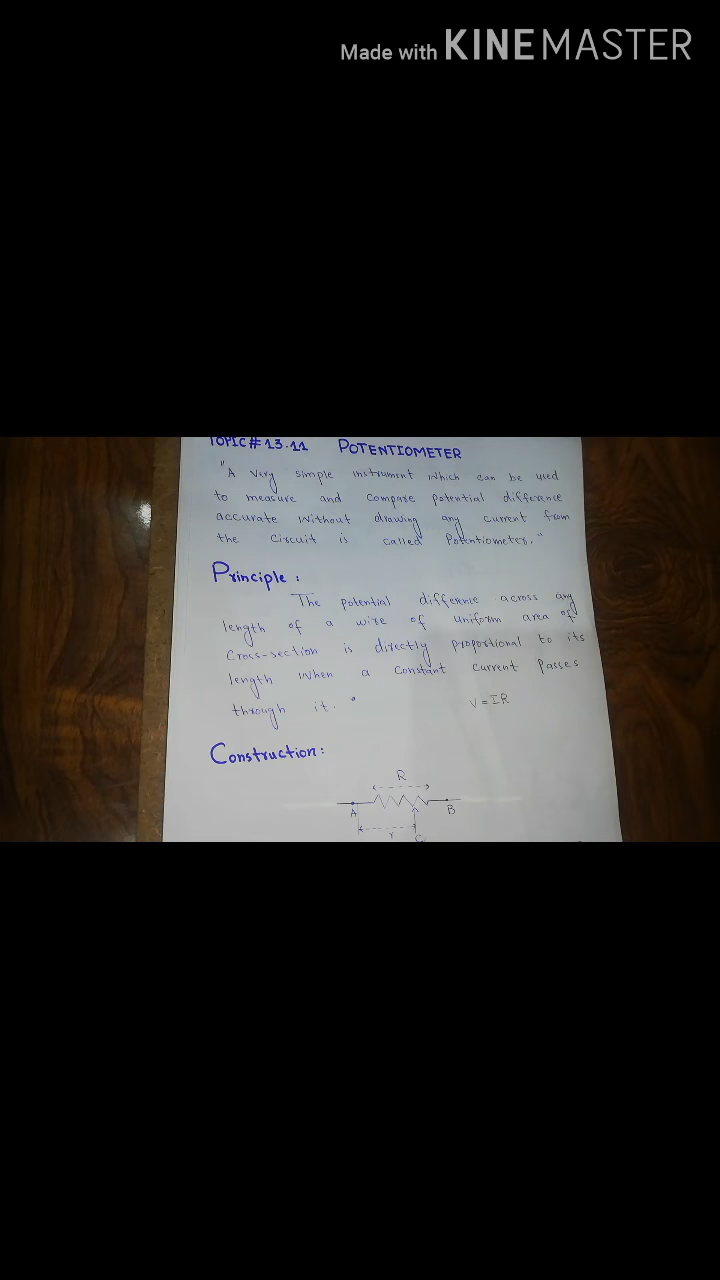 Made with KINEMASTER
TOPIC# 13.11 POTENTIOMETER
"A very simple instrument which can be used
to measure and compare potential difference
accurate without drawing any current from
the circuit is called Potentiometer."
Principle :
The potential difference across any
length of a wire of uniform area of
Cross-section is directly proportional to its
length when a constant current passes
through it. "
V = IR
Construction:
R
A B
r C